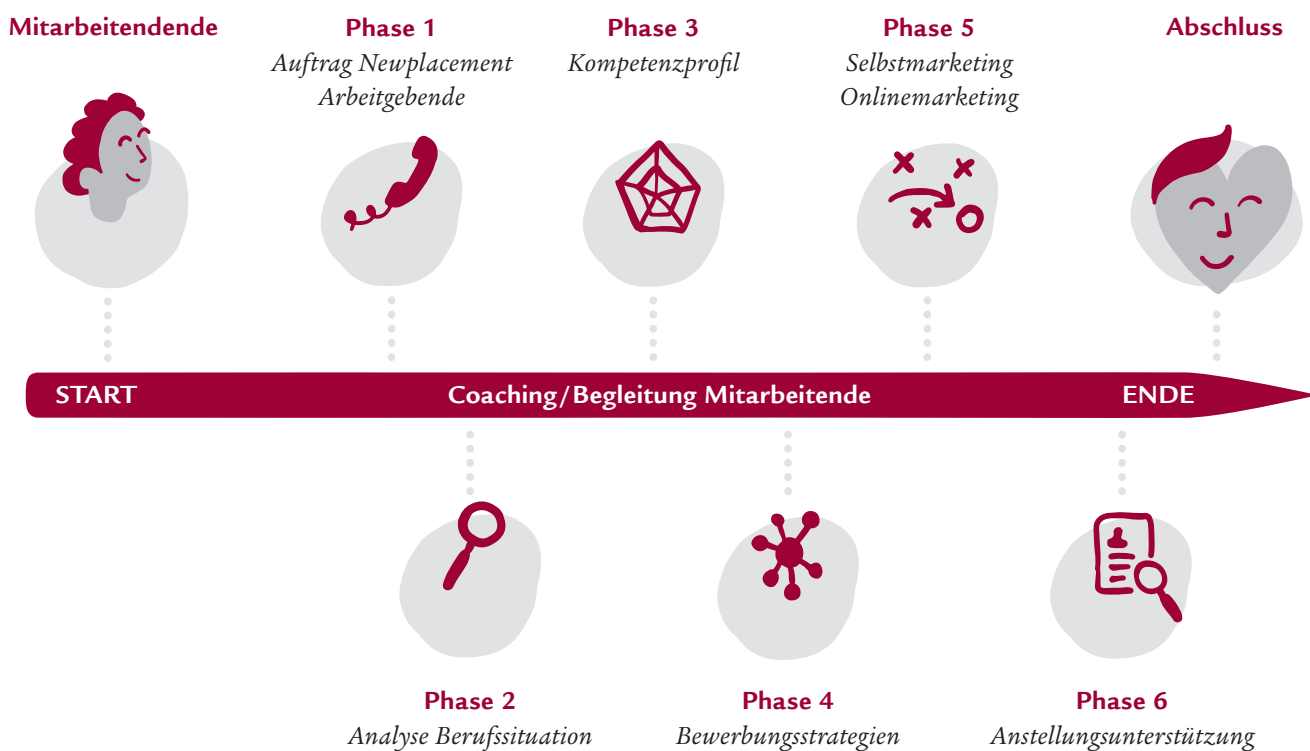 Mitarbeitendende
Phase 1
Auftrag Newplacement
Arbeitgebende
Phase 3
Kompetenzprofil
Phase 5
Selbstmarketing
Onlinemarketing
Abschluss
START
Coaching/Begleitung Mitarbeitende
ENDE
Phase 2
Analyse Berufssituation
Phase 4
Bewerbungsstrategien
Phase 6
Anstellungsunterstützung